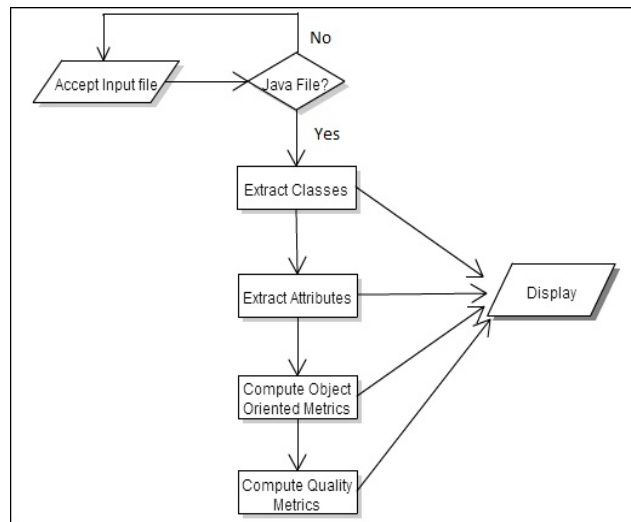 No
Accept Input file
Java File?
Yes
Extract Classes
Extract Attributes
Display
Compute Object
Oriented Metrics
Compute Quality
Metrics